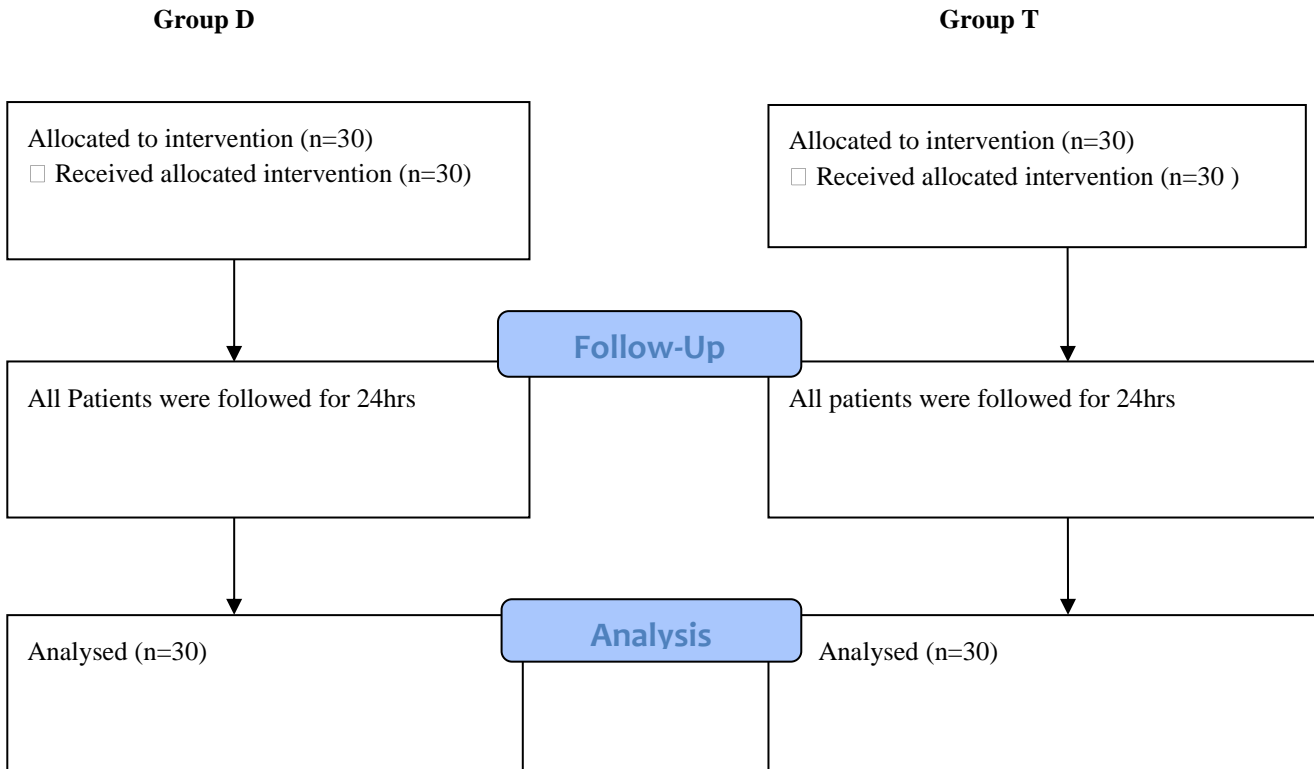 Group D
Group T
Allocated to intervention (n=30)
□ Received allocated intervention (n=30)
Allocated to intervention (n=30)
□ Received allocated intervention (n=30 )
Follow-Up
All Patients were followed for 24hrs
All patients were followed for 24hrs
Analysis
Analysed (n=30)
Analysed (n=30)